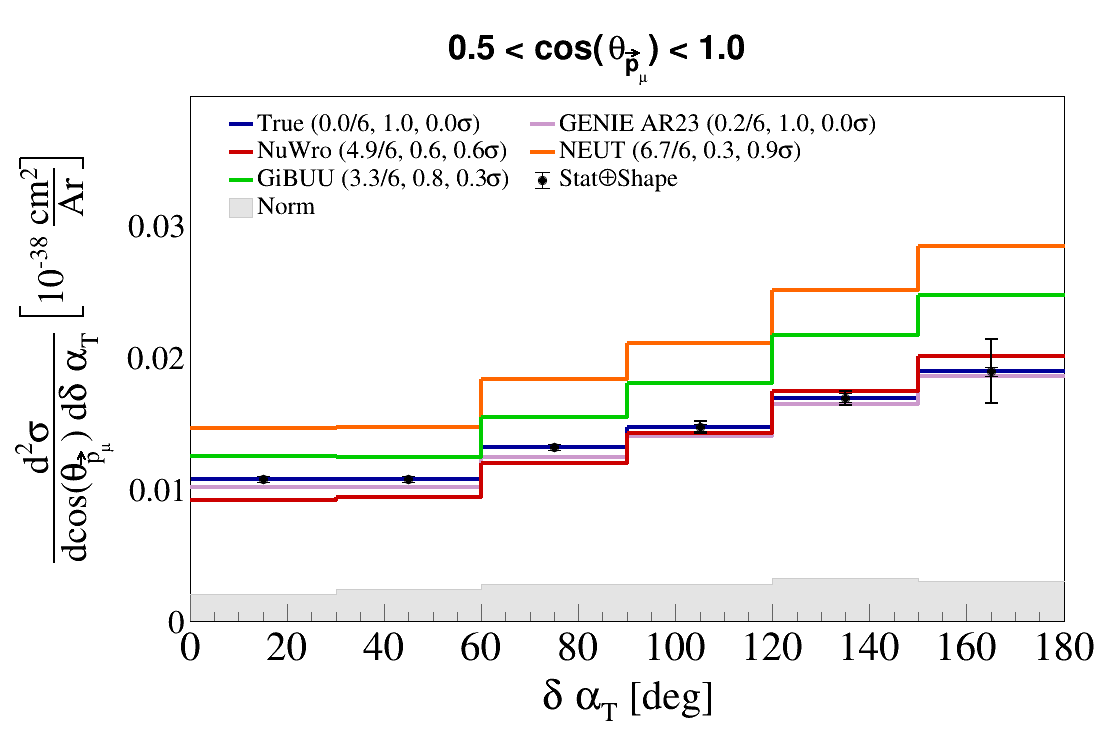 0.5 < cos(θ_{\vec{p}_μ}) < 1.0
True (0.0/6, 1.0, 0.0σ)
GENIE AR23 (0.2/6, 1.0, 0.0σ)
NuWro (4.9/6, 0.6, 0.6σ)
NEUT (6.7/6, 0.3, 0.9σ)
GiBUU (3.3/6, 0.8, 0.3σ)
Stat⊕Shape
Norm
d²σ / dcos(θ_{\vec{p}_μ}) dδ α_T [10⁻³⁸ cm² / Ar]
0.03
0.02
0.01
0
0 20 40 60 80 100 120 140 160 180
δ α_T [deg]